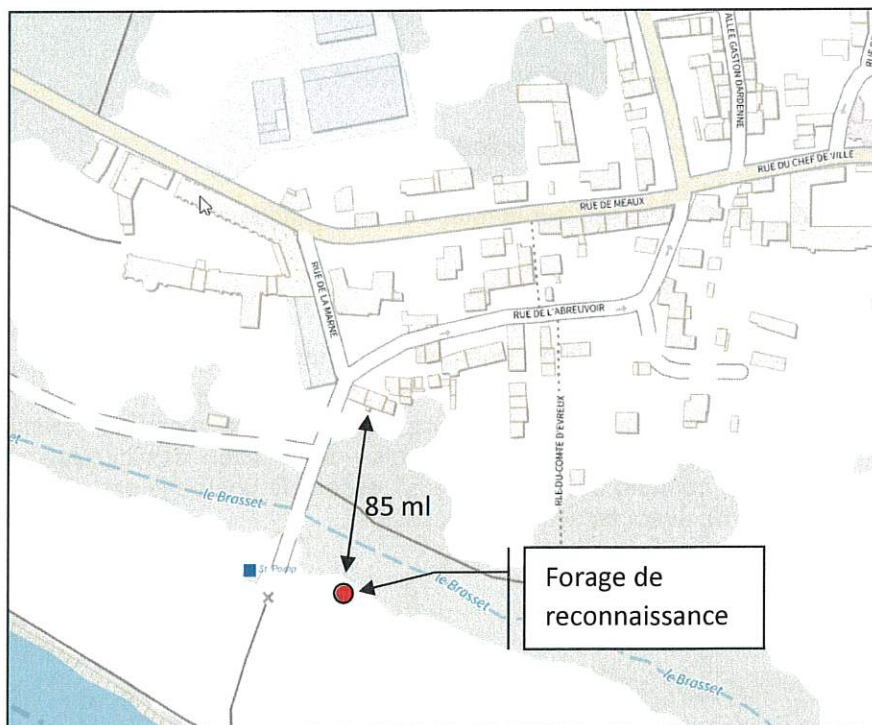 ALLEE GASTON DARDENNE
RUE DU CHEF DE VILLE
RUE DE MEAUX
RUE DE LA MARNE
RUE DE L'ABREUVOIR
RLE DU COMTE D'EVREUX
le Brasset
85 ml
le Brasset
Forage de
reconnaissance
le Brasset